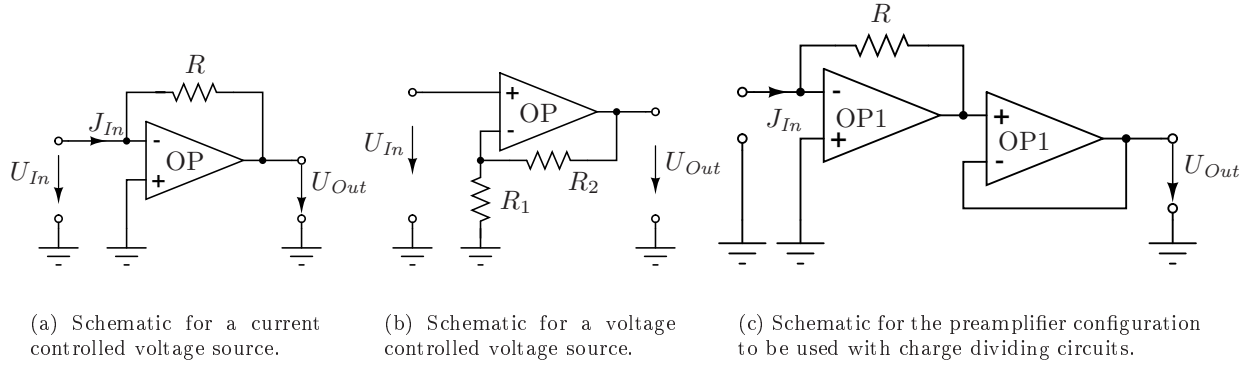 R
J_In
-
OP
+
U_In
U_Out
+
OP
-
U_In
R_2
R_1
U_Out
R
J_In
-
OP1
+
+
OP1
-
U_Out
(a) Schematic for a current
controlled voltage source.
(b) Schematic for a voltage
controlled voltage source.
(c) Schematic for the preamplifier configuration
to be used with charge dividing circuits.